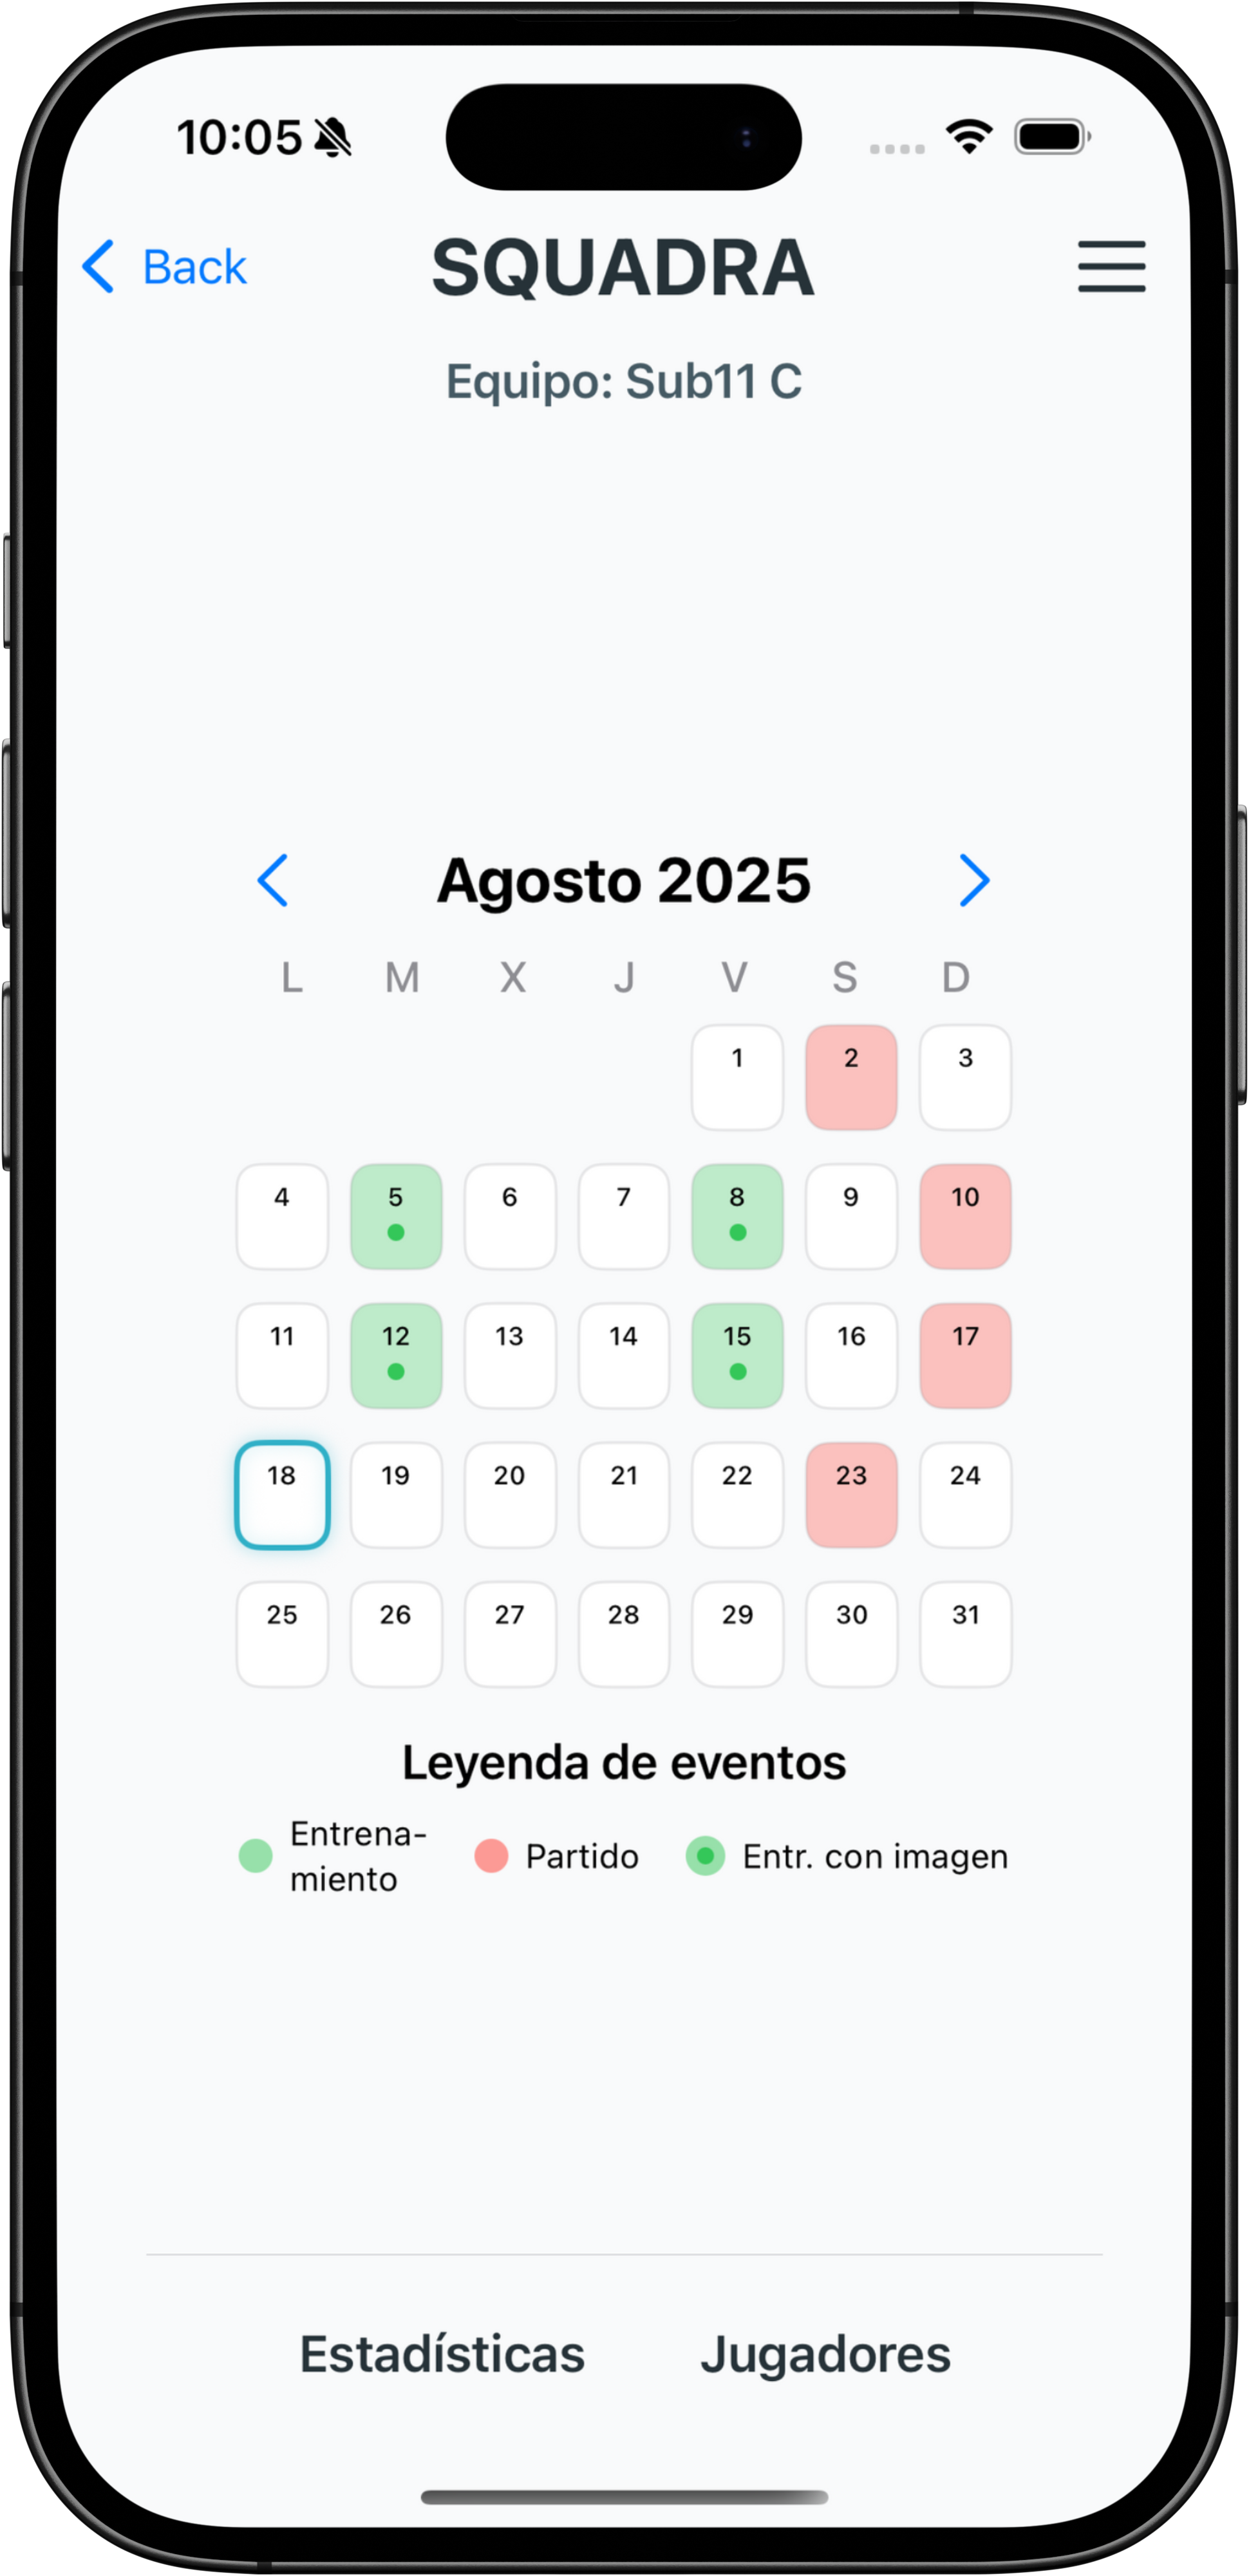 10:05
Back
SQUADRA
Equipo: Sub11 C
Agosto 2025
L M X J V S D
1 2 3
4 5 6 7 8 9 10
11 12 13 14 15 16 17
18 19 20 21 22 23 24
25 26 27 28 29 30 31
Leyenda de eventos
Entrena-
miento
Partido
Entr. con imagen
Estadísticas Jugadores